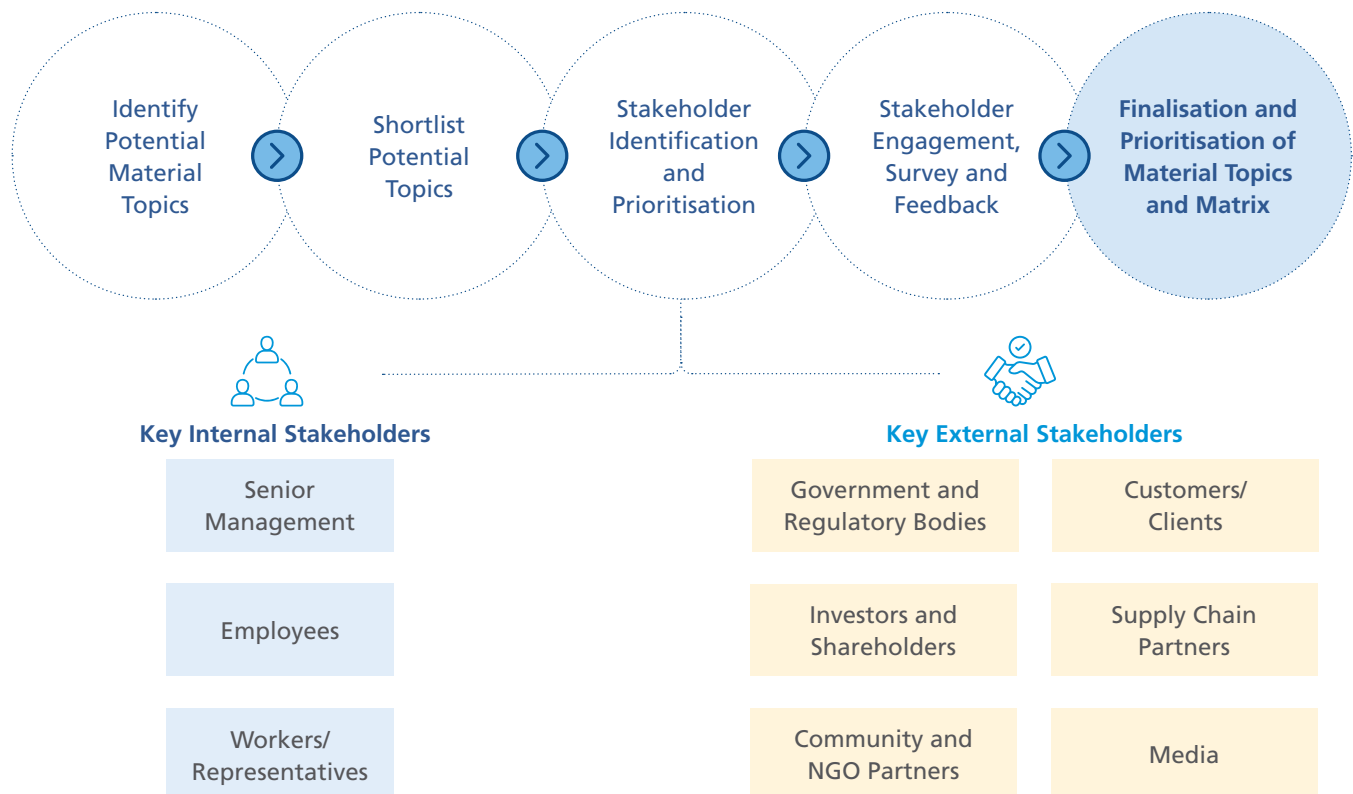 Identify
Potential
Material
Topics
Shortlist
Potential
Topics
Stakeholder
Identification
and
Prioritisation
Stakeholder
Engagement,
Survey and
Feedback
Finalisation and
Prioritisation of
Material Topics
and Matrix
Key Internal Stakeholders
Senior
Management
Employees
Workers/
Representatives
Key External Stakeholders
Government and
Regulatory Bodies
Customers/
Clients
Investors and
Shareholders
Supply Chain
Partners
Community and
NGO Partners
Media